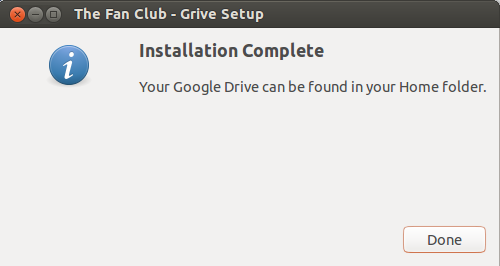 The Fan Club - Grive Setup
Installation Complete
Your Google Drive can be found in your Home folder.
Done